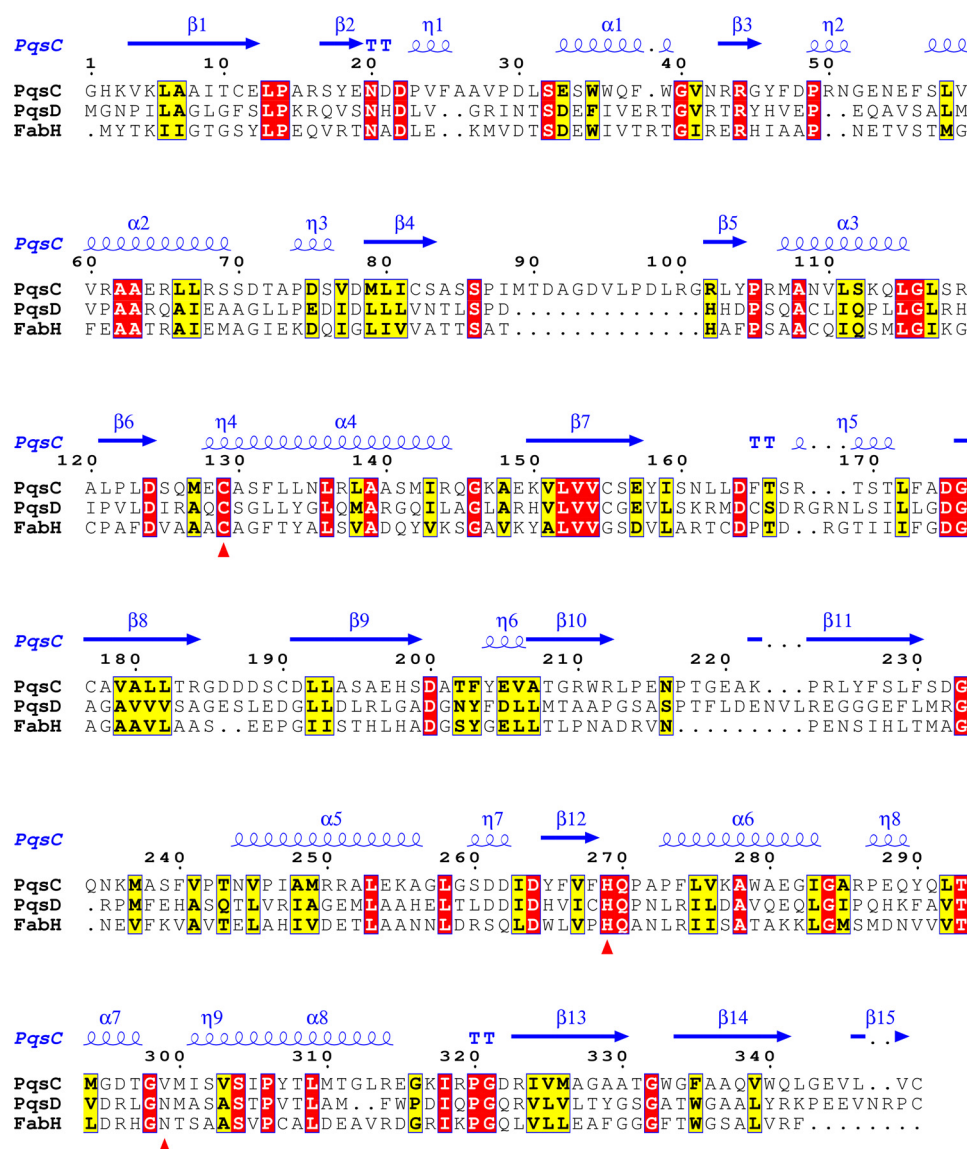 β1 β2 η1 α1 β3 η2
PqsC TT
1 10 20 30 40 50
PqsC GHKVKLAAITCELPARSYENDDPVFAAVPDLSESWWQF.WGVNRRGYFDPRNGENEFSLV
PqsD MGNPILAGLGFSLPKRQVSNHDLV..GRINTSDEFIVERTGVRTRYHVEP..EQAVSALM
FabH .MYTKIIGTGSYLPEQVRTNADLE..KMVDTSDEWIVTRTGIRERHIAAP..NETVSTMG
α2 η3 β4 β5 α3
PqsC
60 70 80 90 100 110
PqsC VRAAERLLRSSDTAPDSVDMLICSASSPIMTDAGDVLPDLRGRLYPRMANVLSKQLGLSR
PqsD VPAARQAIEAAGLLPEDIDLLLVNTLSPD.............HHDPSQACLIQPLLGLRH
FabH FEAATRAIEMAGIEKDQIGLIVVATTSAT.............HAFPSAACQIQSMLGIKG
β6 η4 α4 β7 η5
PqsC TT ...
120 130 140 150 160 170
PqsC ALPLDSQMECASFLLNLRLAASMIRQGKAEKVLVVCSEYISNLLDFTSR...TSTLFADG
PqsD IPVLDIRAQCSGLLYGLQMARGQILAGLARHVLVVCGEVLSKRMDCSDRGRNLSILLGDG
FabH CPAFDVAAACAGFTYALSVADQYVKSGAVKYALVVGSDVLARTCDPTD..RGTIIIFGDG
β8 β9 η6 β10 β11
PqsC ...
180 190 200 210 220 230
PqsC CAVALLTRGDDDSCDLLASAEHSDATFYEVATGRWRLPENPTGEAK...PRLYFSLFSDG
PqsD AGAVVVSAGESLEDGLLDLRLGADGNYFDLLMTAAPGSASPTFLDENVLREGGGEFLMRG
FabH AGAAVLAAS..EEPGIISTHLHADGSYGELLTLPNADRVN.........PENSIHLTMAG
α5 η7 β12 α6 η8
PqsC
240 250 260 270 280 290
PqsC QNKMASFVPTNVPIAMRRALEKAGLGSDDIDYFVFHQPAPFLVKAWAEGIGARPEQYQLT
PqsD .RPMFEHASQTLVRIAGEMLAAHELTLDDIDHVICHQPNLRILDAVQEQLGIPQHKFAVT
FabH .NEVFKVAVTELAHIVDETLAANNLDRSQLDWLVPHQANLRIISATAKKLGMSMDNVVVT
α7 η9 α8 β13 β14 β15
PqsC TT ..
300 310 320 330 340
PqsC MGDTGVMISVSIPYTLMTGLREGKIRPGDRIVMAGAATGWGFAAQVWQLGEVL..VC
PqsD VDRLGNMASASTPVTLAM..FWPDIQPGQRVLVLTYGSGATWGAALYRKPEEVNRPC
FabH LDRHGNTSAASVPCALDEAVRDGRIKPGQLVLLEAFGGGFTWGSALVRF........